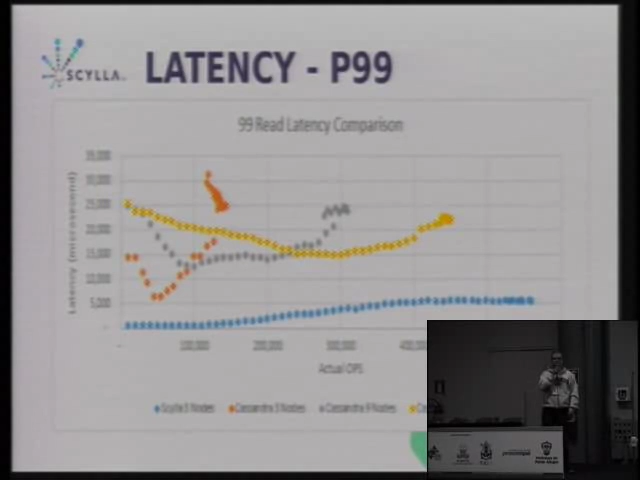 SCYLLA
LATENCY - P99
99 Read Latency Comparison
35,000
30,000
25,000
20,000
15,000
10,000
5,000
-
Latency (microsecond)
- 100,000 200,000 300,000
Actual OPS
Scylla 3 Nodes Cassandra 3 Nodes Cassandra 9 Nodes